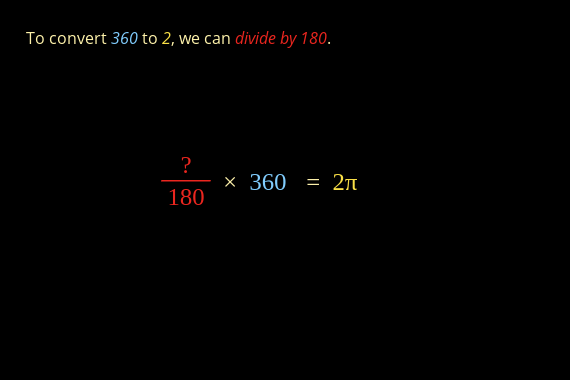 To convert 360 to 2, we can divide by 180.
?
180 × 360 = 2π